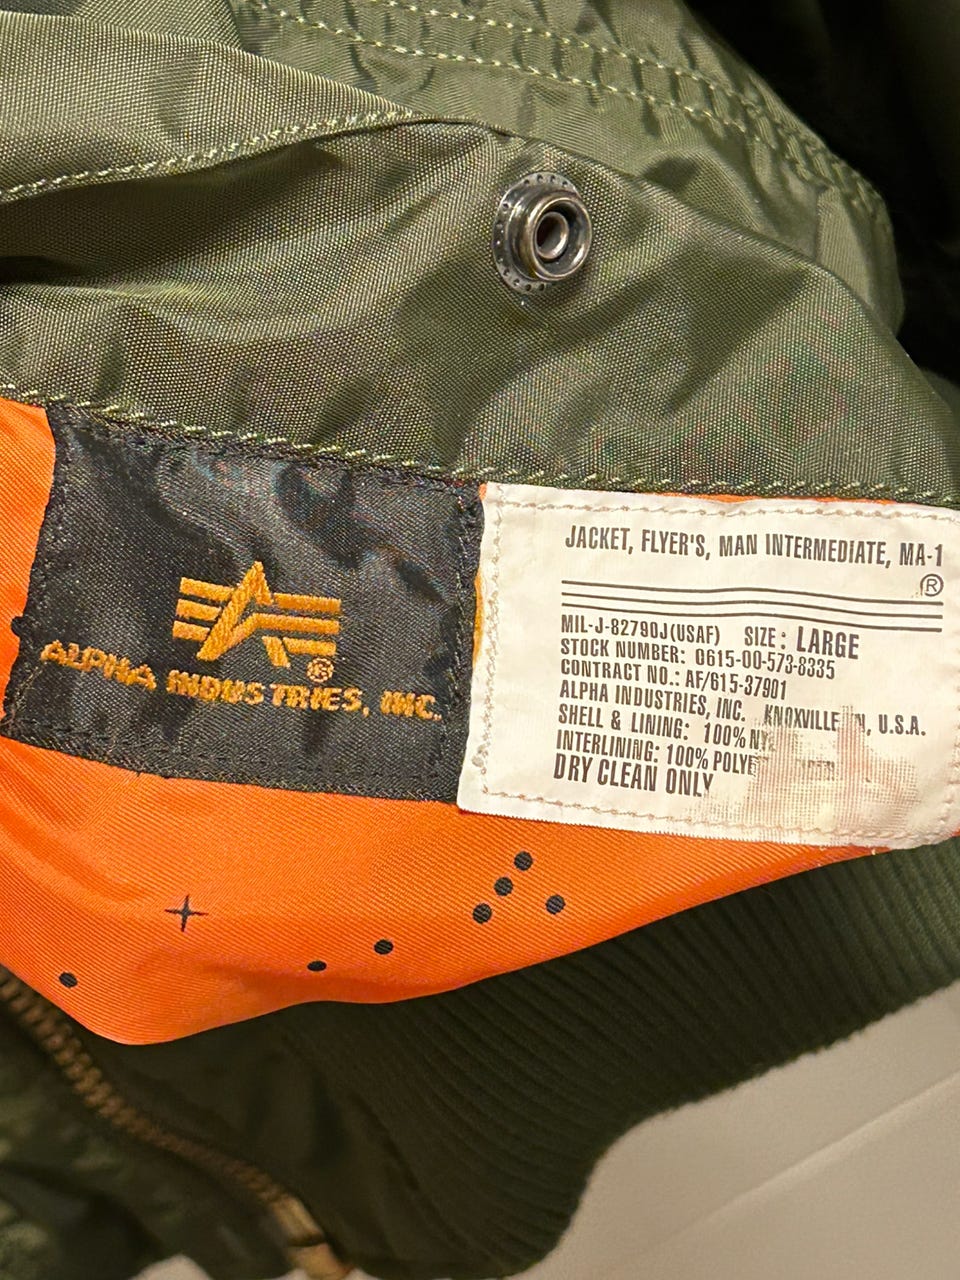 ALPHA INDUSTRIES, INC.
®
JACKET, FLYER'S, MAN INTERMEDIATE, MA-1
®
MIL-J-82790J(USAF) SIZE: LARGE
STOCK NUMBER: 0615-00-573-8335
CONTRACT NO.: AF/615-37901
ALPHA INDUSTRIES, INC. KNOXVILLE U.S.A.
SHELL & LINING: 100%
INTERLINING: 100%
DRY CLEAN ONLY